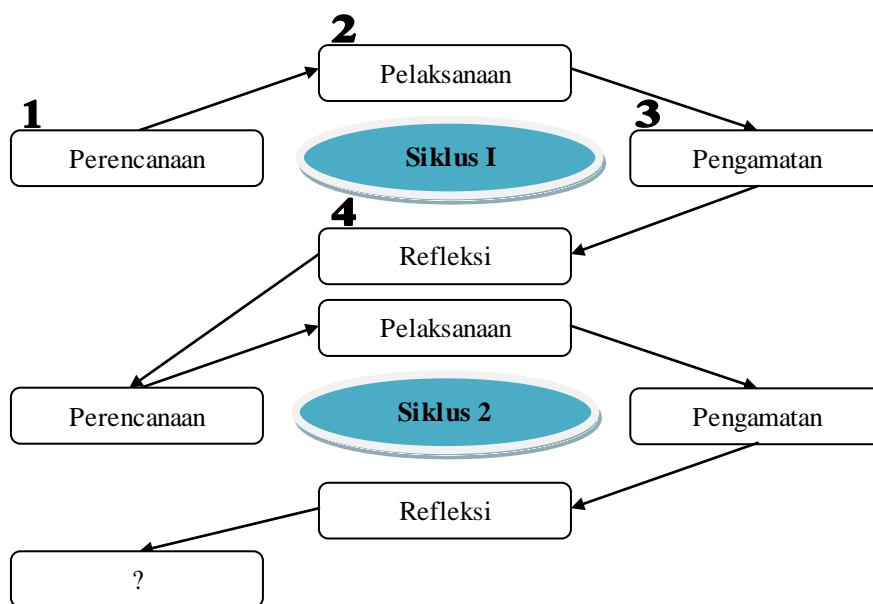 2
Pelaksanaan
1
Perencanaan
Siklus I
3
Pengamatan
4
Refleksi
Pelaksanaan
Perencanaan
Siklus 2
Pengamatan
Refleksi
?